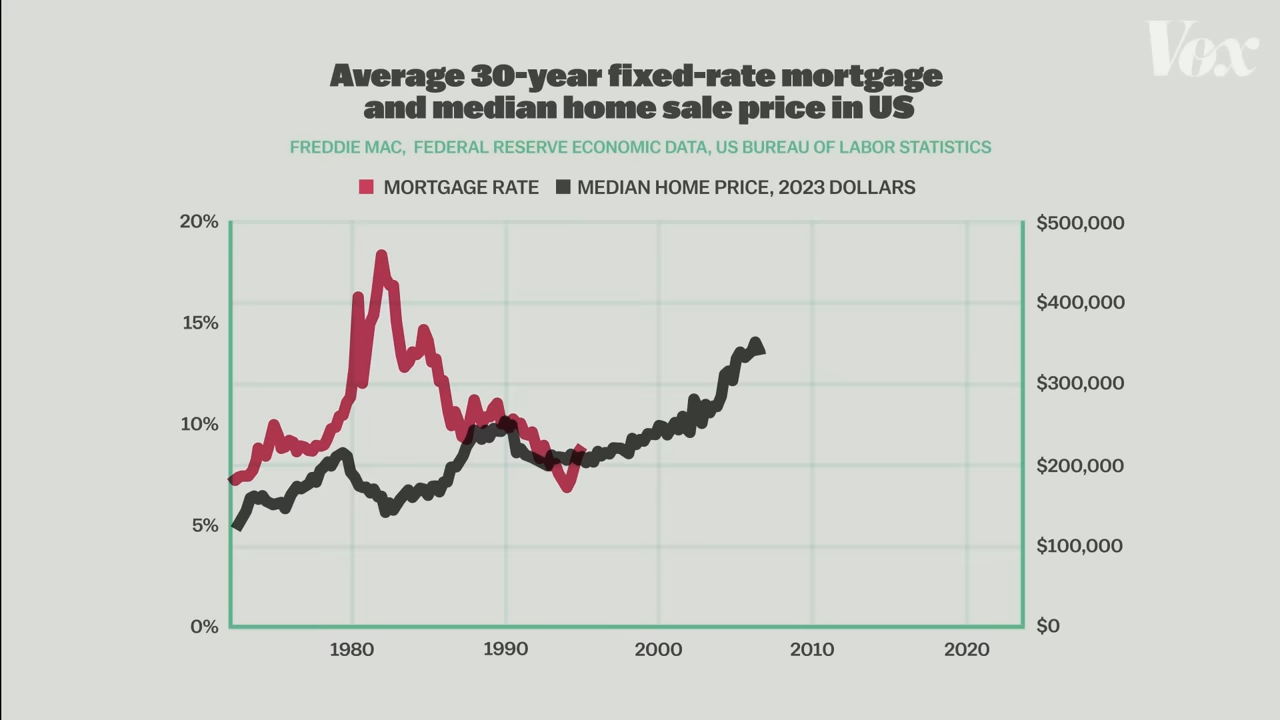 Vox
Average 30-year fixed-rate mortgage
and median home sale price in US
FREDDIE MAC, FEDERAL RESERVE ECONOMIC DATA, US BUREAU OF LABOR STATISTICS
MORTGAGE RATE MEDIAN HOME PRICE, 2023 DOLLARS
20% $500,000
$400,000
15%
$300,000
10%
$200,000
5%
$100,000
0% $0
1980 1990 2000 2010 2020